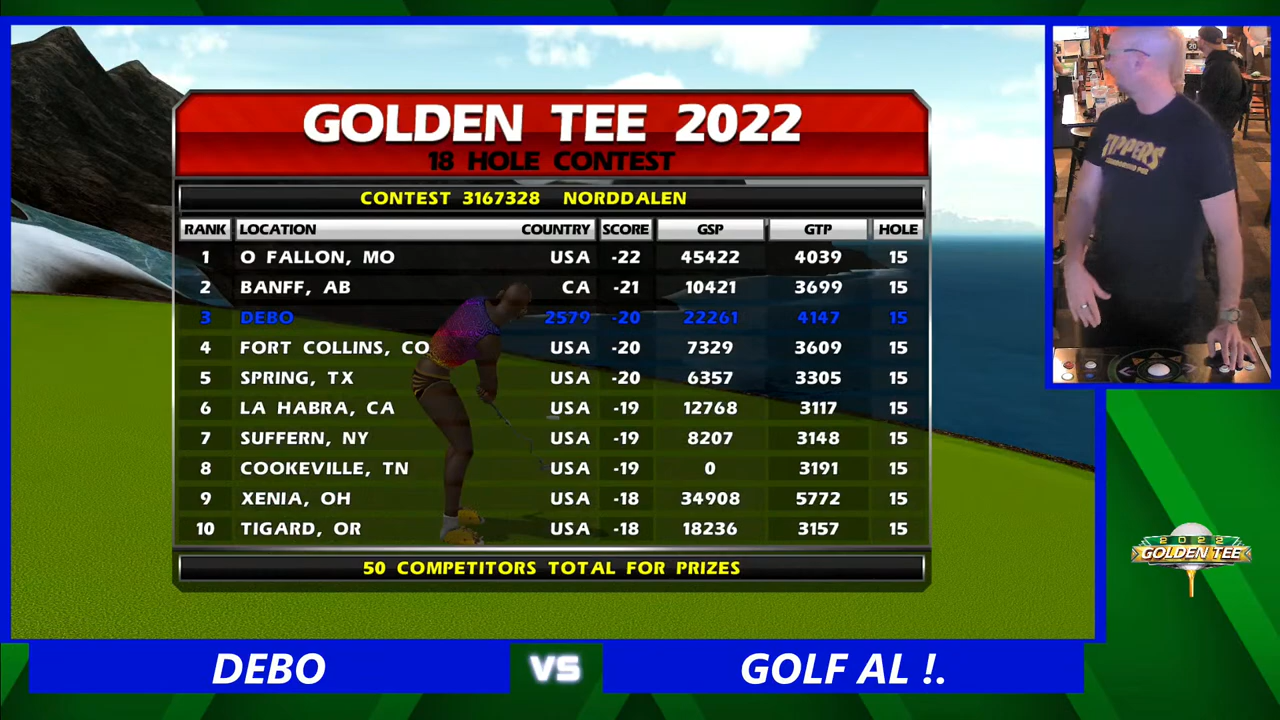 GOLDEN TEE 2022
18 HOLE CONTEST
CONTEST 3167328 NORDDALEN
RANK LOCATION COUNTRY SCORE GSP GTP HOLE
1 O FALLON, MO USA -22 45422 4039 15
2 BANFF, AB CA -21 10421 3699 15
3 DEBO 2579 -20 22261 4147 15
4 FORT COLLINS, CO USA -20 7329 3609 15
5 SPRING, TX USA -20 6357 3305 15
6 LA HABRA, CA USA -19 12768 3117 15
7 SUFFERN, NY USA -19 8207 3148 15
8 COOKEVILLE, TN USA -19 0 3191 15
9 XENIA, OH USA -18 34908 5772 15
10 TIGARD, OR USA -18 18236 3157 15
50 COMPETITORS TOTAL FOR PRIZES
TIPPERS
2022
GOLDEN TEE
DEBO VS GOLF AL !.